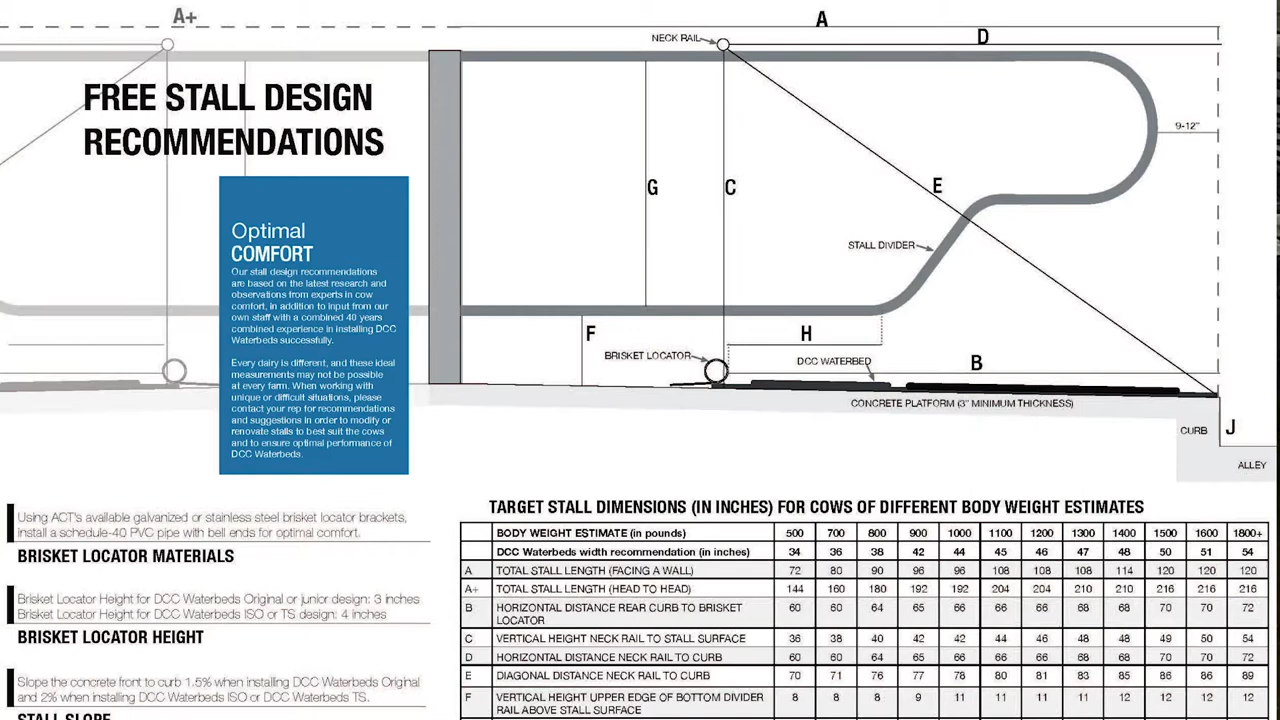 A+
A
NECK RAIL
D
FREE STALL DESIGN
RECOMMENDATIONS
9-12"
G
C
E
STALL DIVIDER
Optimal
COMFORT
Our stall design recommendations
are based on the latest research and
observations from experts in cow
comfort, in addition to input from our
own staff with a combined 40 years
combined experience in installing DCC
Waterbeds successfully.
Every dairy is different, and these ideal
measurements may not be possible
at every farm. When working with
unique or difficult situations, please
contact your rep for recommendations
and suggestions in order to modify or
renovate stalls to best suit the cows
and to ensure optimal performance of
DCC Waterbeds.
F
H
BRISKET LOCATOR
DCC WATERBED
B
CONCRETE PLATFORM (3" MINIMUM THICKNESS)
CURB
J
ALLEY
Using ACT's available galvanized or stainless steel brisket locator brackets,
install a schedule-40 PVC pipe with bell ends for optimal comfort.
BRISKET LOCATOR MATERIALS
Brisket Locator Height for DCC Waterbeds Original or junior design: 3 inches
Brisket Locator Height for DCC Waterbeds ISO or TS design: 4 inches
BRISKET LOCATOR HEIGHT
Slope the concrete front to curb 1.5% when installing DCC Waterbeds Original
and 2% when installing DCC Waterbeds ISO or DCC Waterbeds TS.
STALL SLOPE
TARGET STALL DIMENSIONS (IN INCHES) FOR COWS OF DIFFERENT BODY WEIGHT ESTIMATES
BODY WEIGHT ESTIMATE (in pounds) 500 700 800 900 1000 1100 1200 1300 1400 1500 1600 1800+
DCC Waterbeds width recommendation (in inches) 34 36 38 42 44 45 46 47 48 50 51 54
A TOTAL STALL LENGTH (FACING A WALL) 72 80 90 96 96 108 108 108 114 120 120 120
A+ TOTAL STALL LENGTH (HEAD TO HEAD) 144 160 180 192 192 204 204 210 210 216 216 216
B HORIZONTAL DISTANCE REAR CURB TO BRISKET 60 60 64 65 66 66 66 68 68 70 70 72
LOCATOR
C VERTICAL HEIGHT NECK RAIL TO STALL SURFACE 36 38 40 42 42 44 46 48 48 49 50 54
D HORIZONTAL DISTANCE NECK RAIL TO CURB 60 60 64 65 66 66 66 68 68 70 70 72
E DIAGONAL DISTANCE NECK RAIL TO CURB 70 71 76 77 78 80 81 83 85 86 86 89
F VERTICAL HEIGHT UPPER EDGE OF BOTTOM DIVIDER 8 8 8 9 11 11 11 11 12 12 12 12
RAIL ABOVE STALL SURFACE